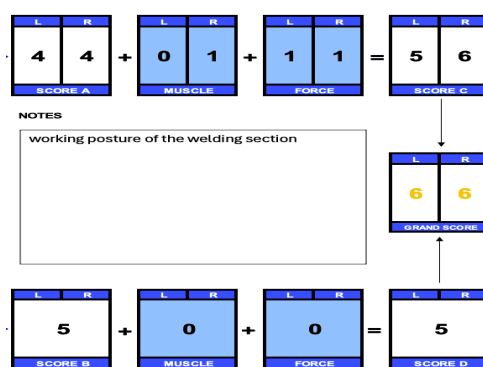 L R L R L R L R
4 4 + 0 1 + 1 1 = 5 6
SCORE A MUSCLE FORCE SCORE C
NOTES
working posture of the welding section
L R
6 6
GRAND SCORE
L R L R L R L R
5 + 0 + 0 = 5
SCORE B MUSCLE FORCE SCORE D